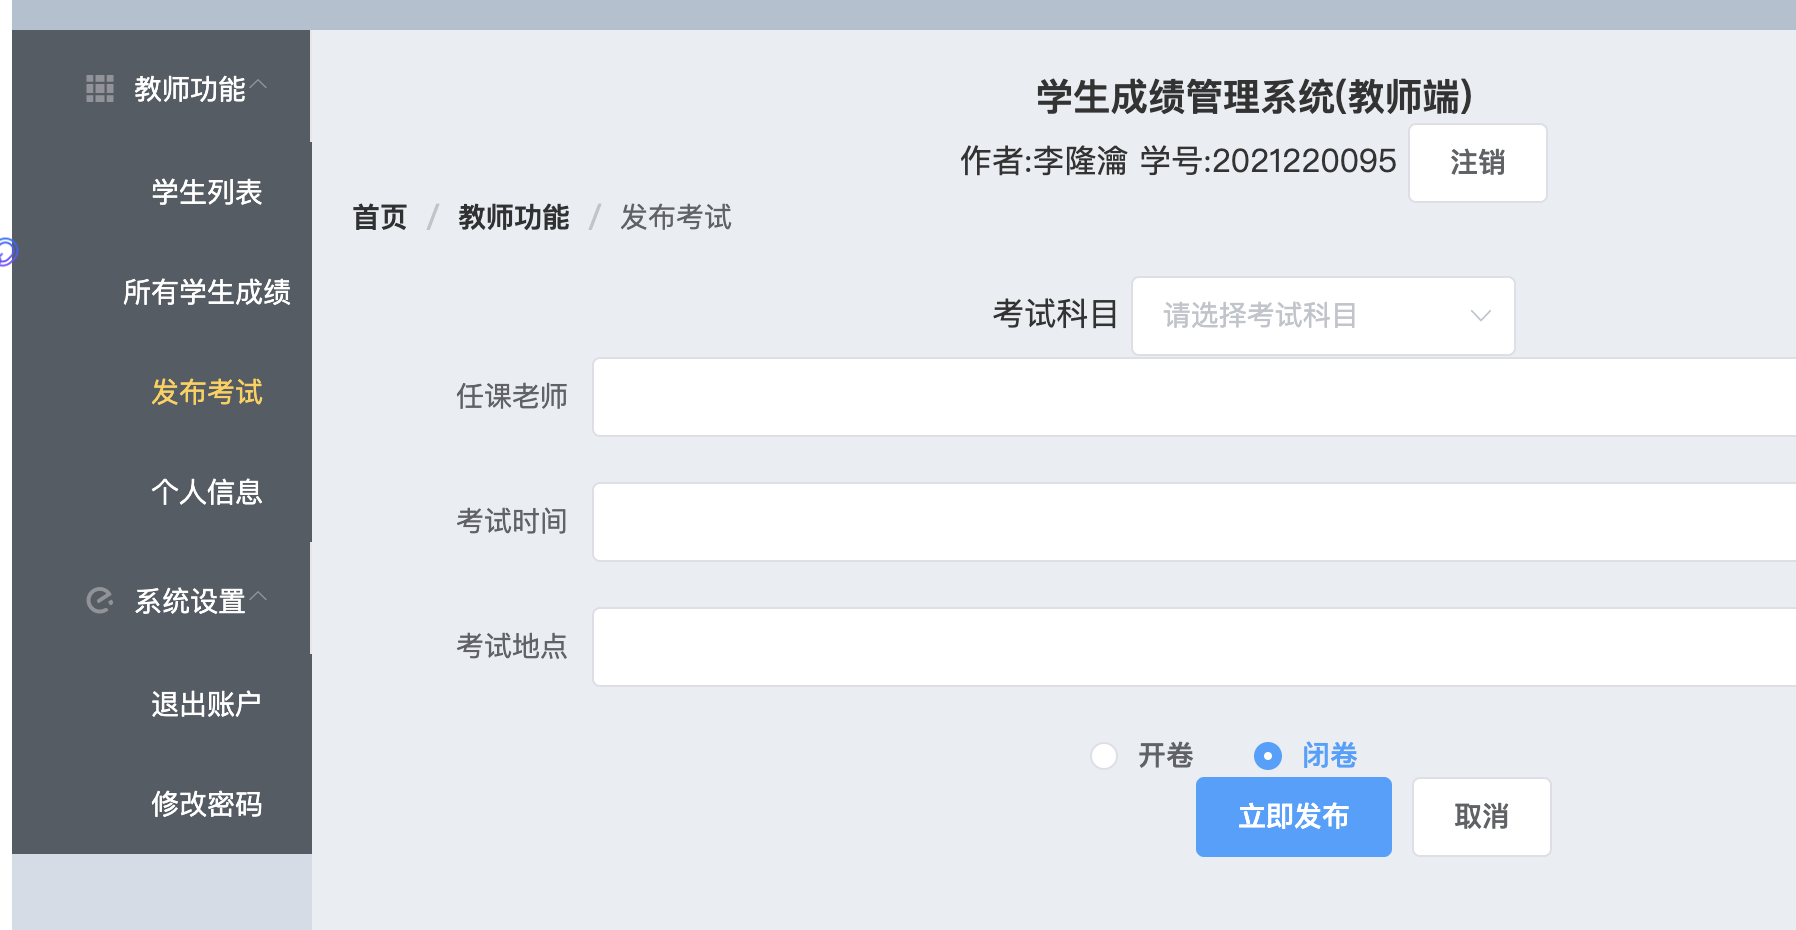 教师功能
学生列表
所有学生成绩
发布考试
个人信息
系统设置
退出账户
修改密码
学生成绩管理系统(教师端)
作者:李隆瀹 学号:2021220095 注销
首页 / 教师功能 / 发布考试
考试科目 请选择考试科目
任课老师
考试时间
考试地点
开卷 闭卷
立即发布 取消